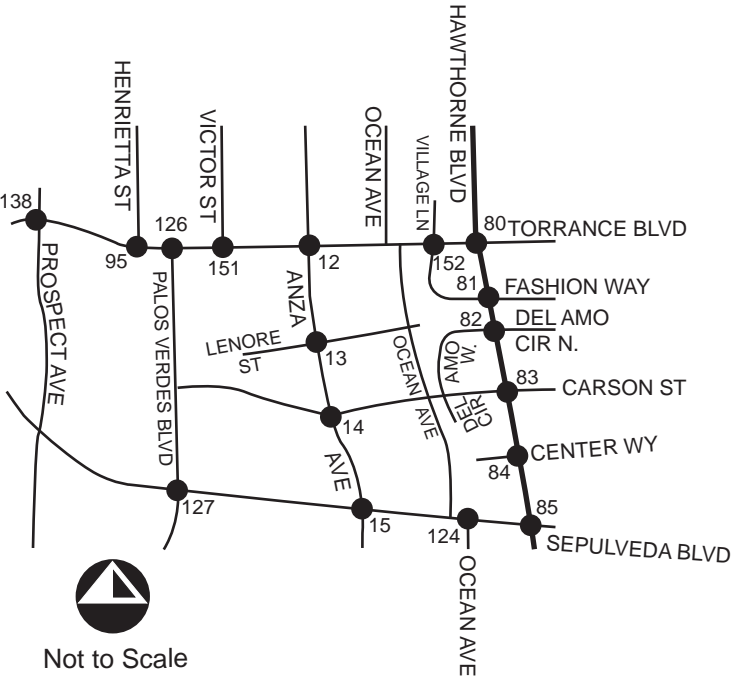 HAWTHORNE BLVD
HENRIETTA ST
VICTOR ST
OCEAN AVE
VILLAGE LN
138
126
80
TORRANCE BLVD
95
151
12
152
PROSPECT AVE
PALOS VERDES BLVD
ANZA
81
FASHION WAY
82
DEL AMO
CIR N.
LENORE
ST
13
OCEAN AVE
DEL AMO
CIR W.
83
CARSON ST
14
AVE
84
CENTER WY
127
15
124
85
SEPULVEDA BLVD
OCEAN AVE
Not to Scale